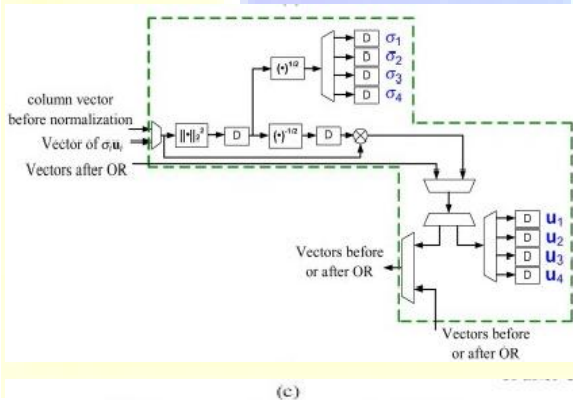 D σ₁
D σ₂
(•)^1/2
D σ₃
D σ₄
column vector
before normalization
||•||₂²
D
(•)^-1/2
D
Vector of σᵢuᵢ
Vectors after OR
D u₁
D u₂
D u₃
D u₄
Vectors before
or after OR
Vectors before
or after OR
(c)